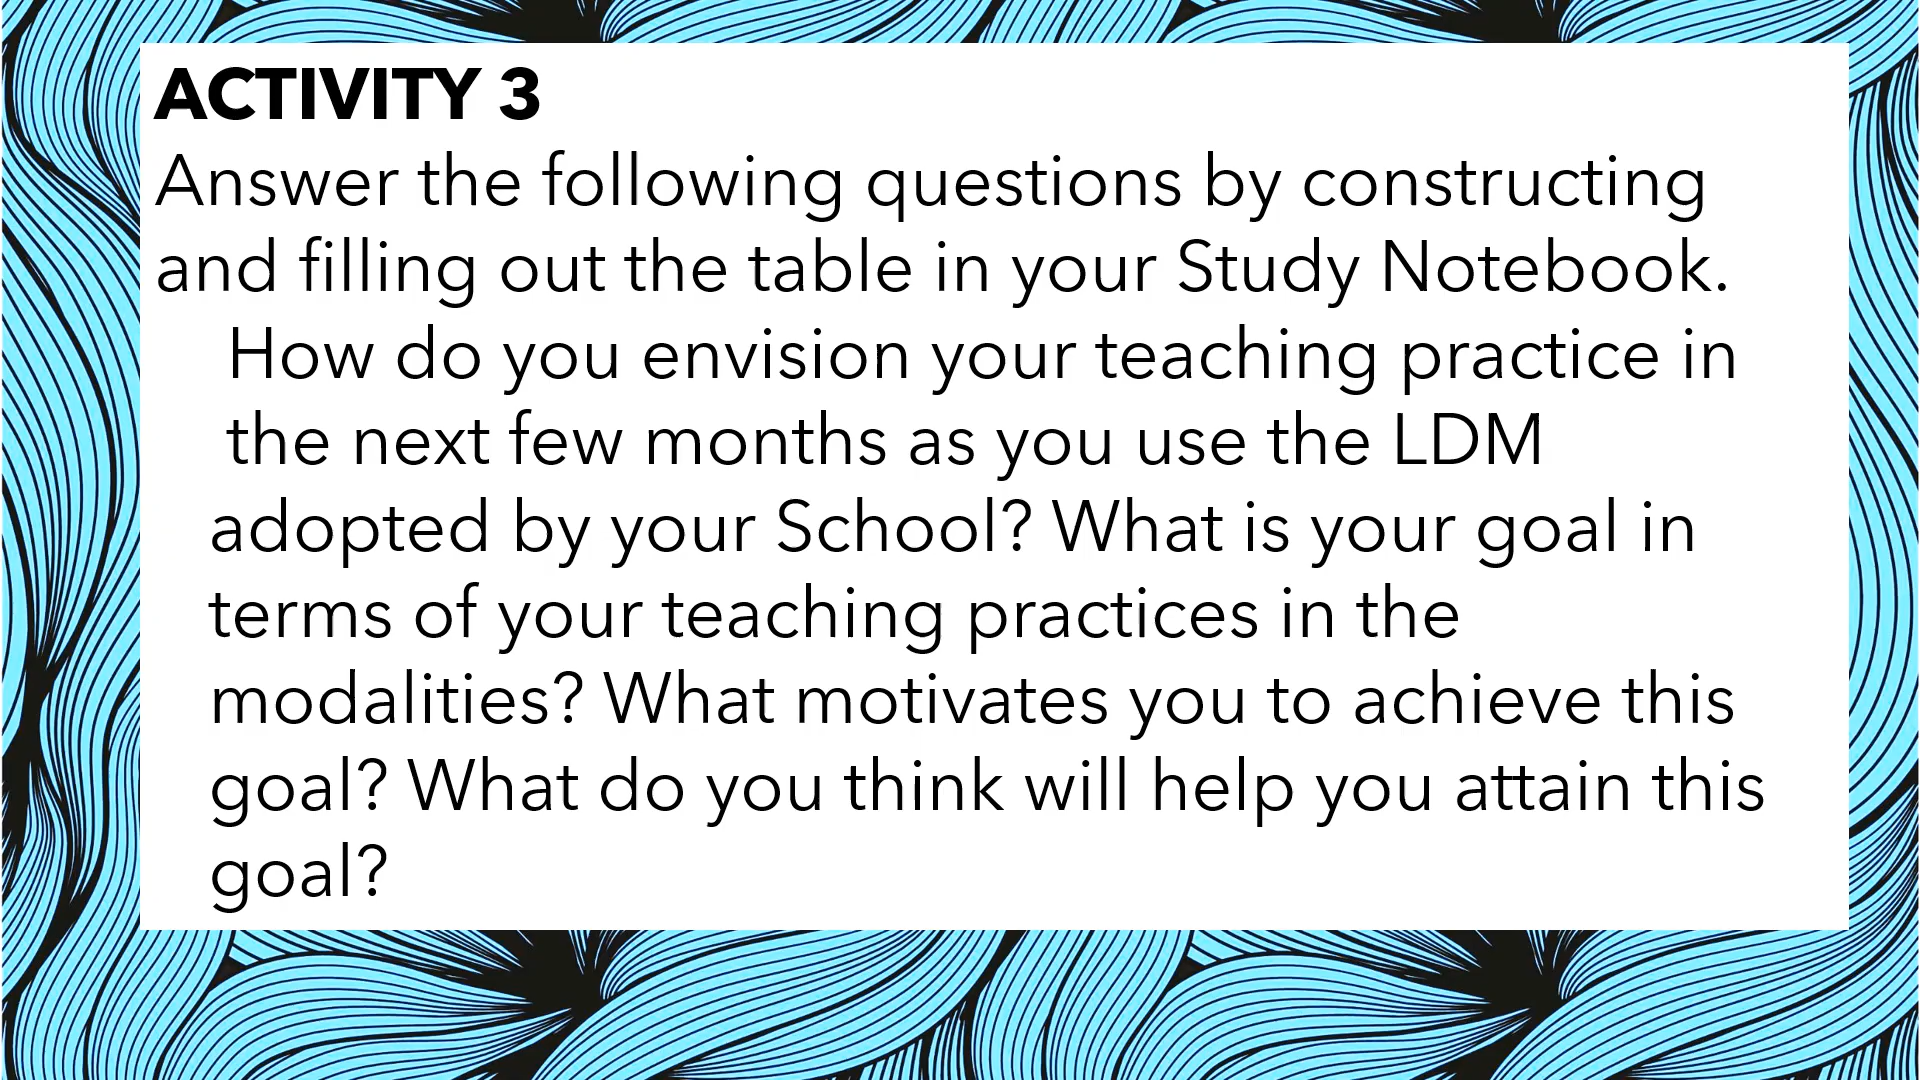 ACTIVITY 3
Answer the following questions by constructing
and filling out the table in your Study Notebook.
How do you envision your teaching practice in
the next few months as you use the LDM
adopted by your School? What is your goal in
terms of your teaching practices in the
modalities? What motivates you to achieve this
goal? What do you think will help you attain this
goal?